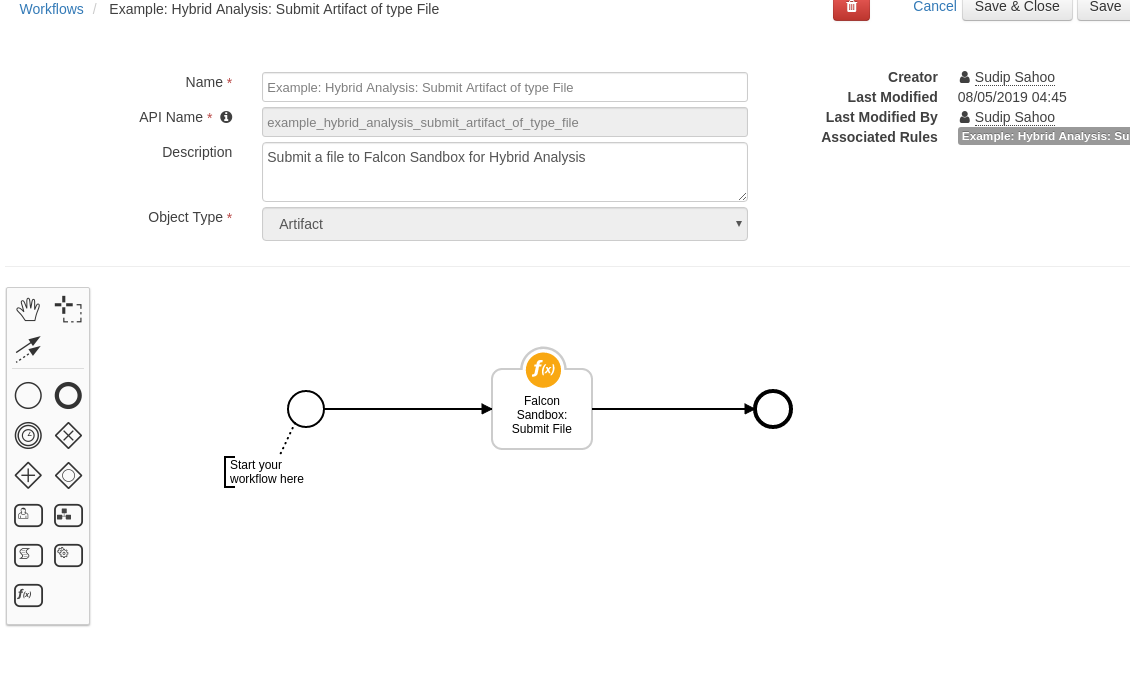 Workflows / Example: Hybrid Analysis: Submit Artifact of type File
Cancel Save & Close Save
Name *
Example: Hybrid Analysis: Submit Artifact of type File
API Name *
example_hybrid_analysis_submit_artifact_of_type_file
Description
Submit a file to Falcon Sandbox for Hybrid Analysis
Object Type *
Artifact
Creator Sudip Sahoo
Last Modified 08/05/2019 04:45
Last Modified By Sudip Sahoo
Associated Rules Example: Hybrid Analysis: Su
f(x)
Falcon
Sandbox:
Submit File
Start your
workflow here
f(x)